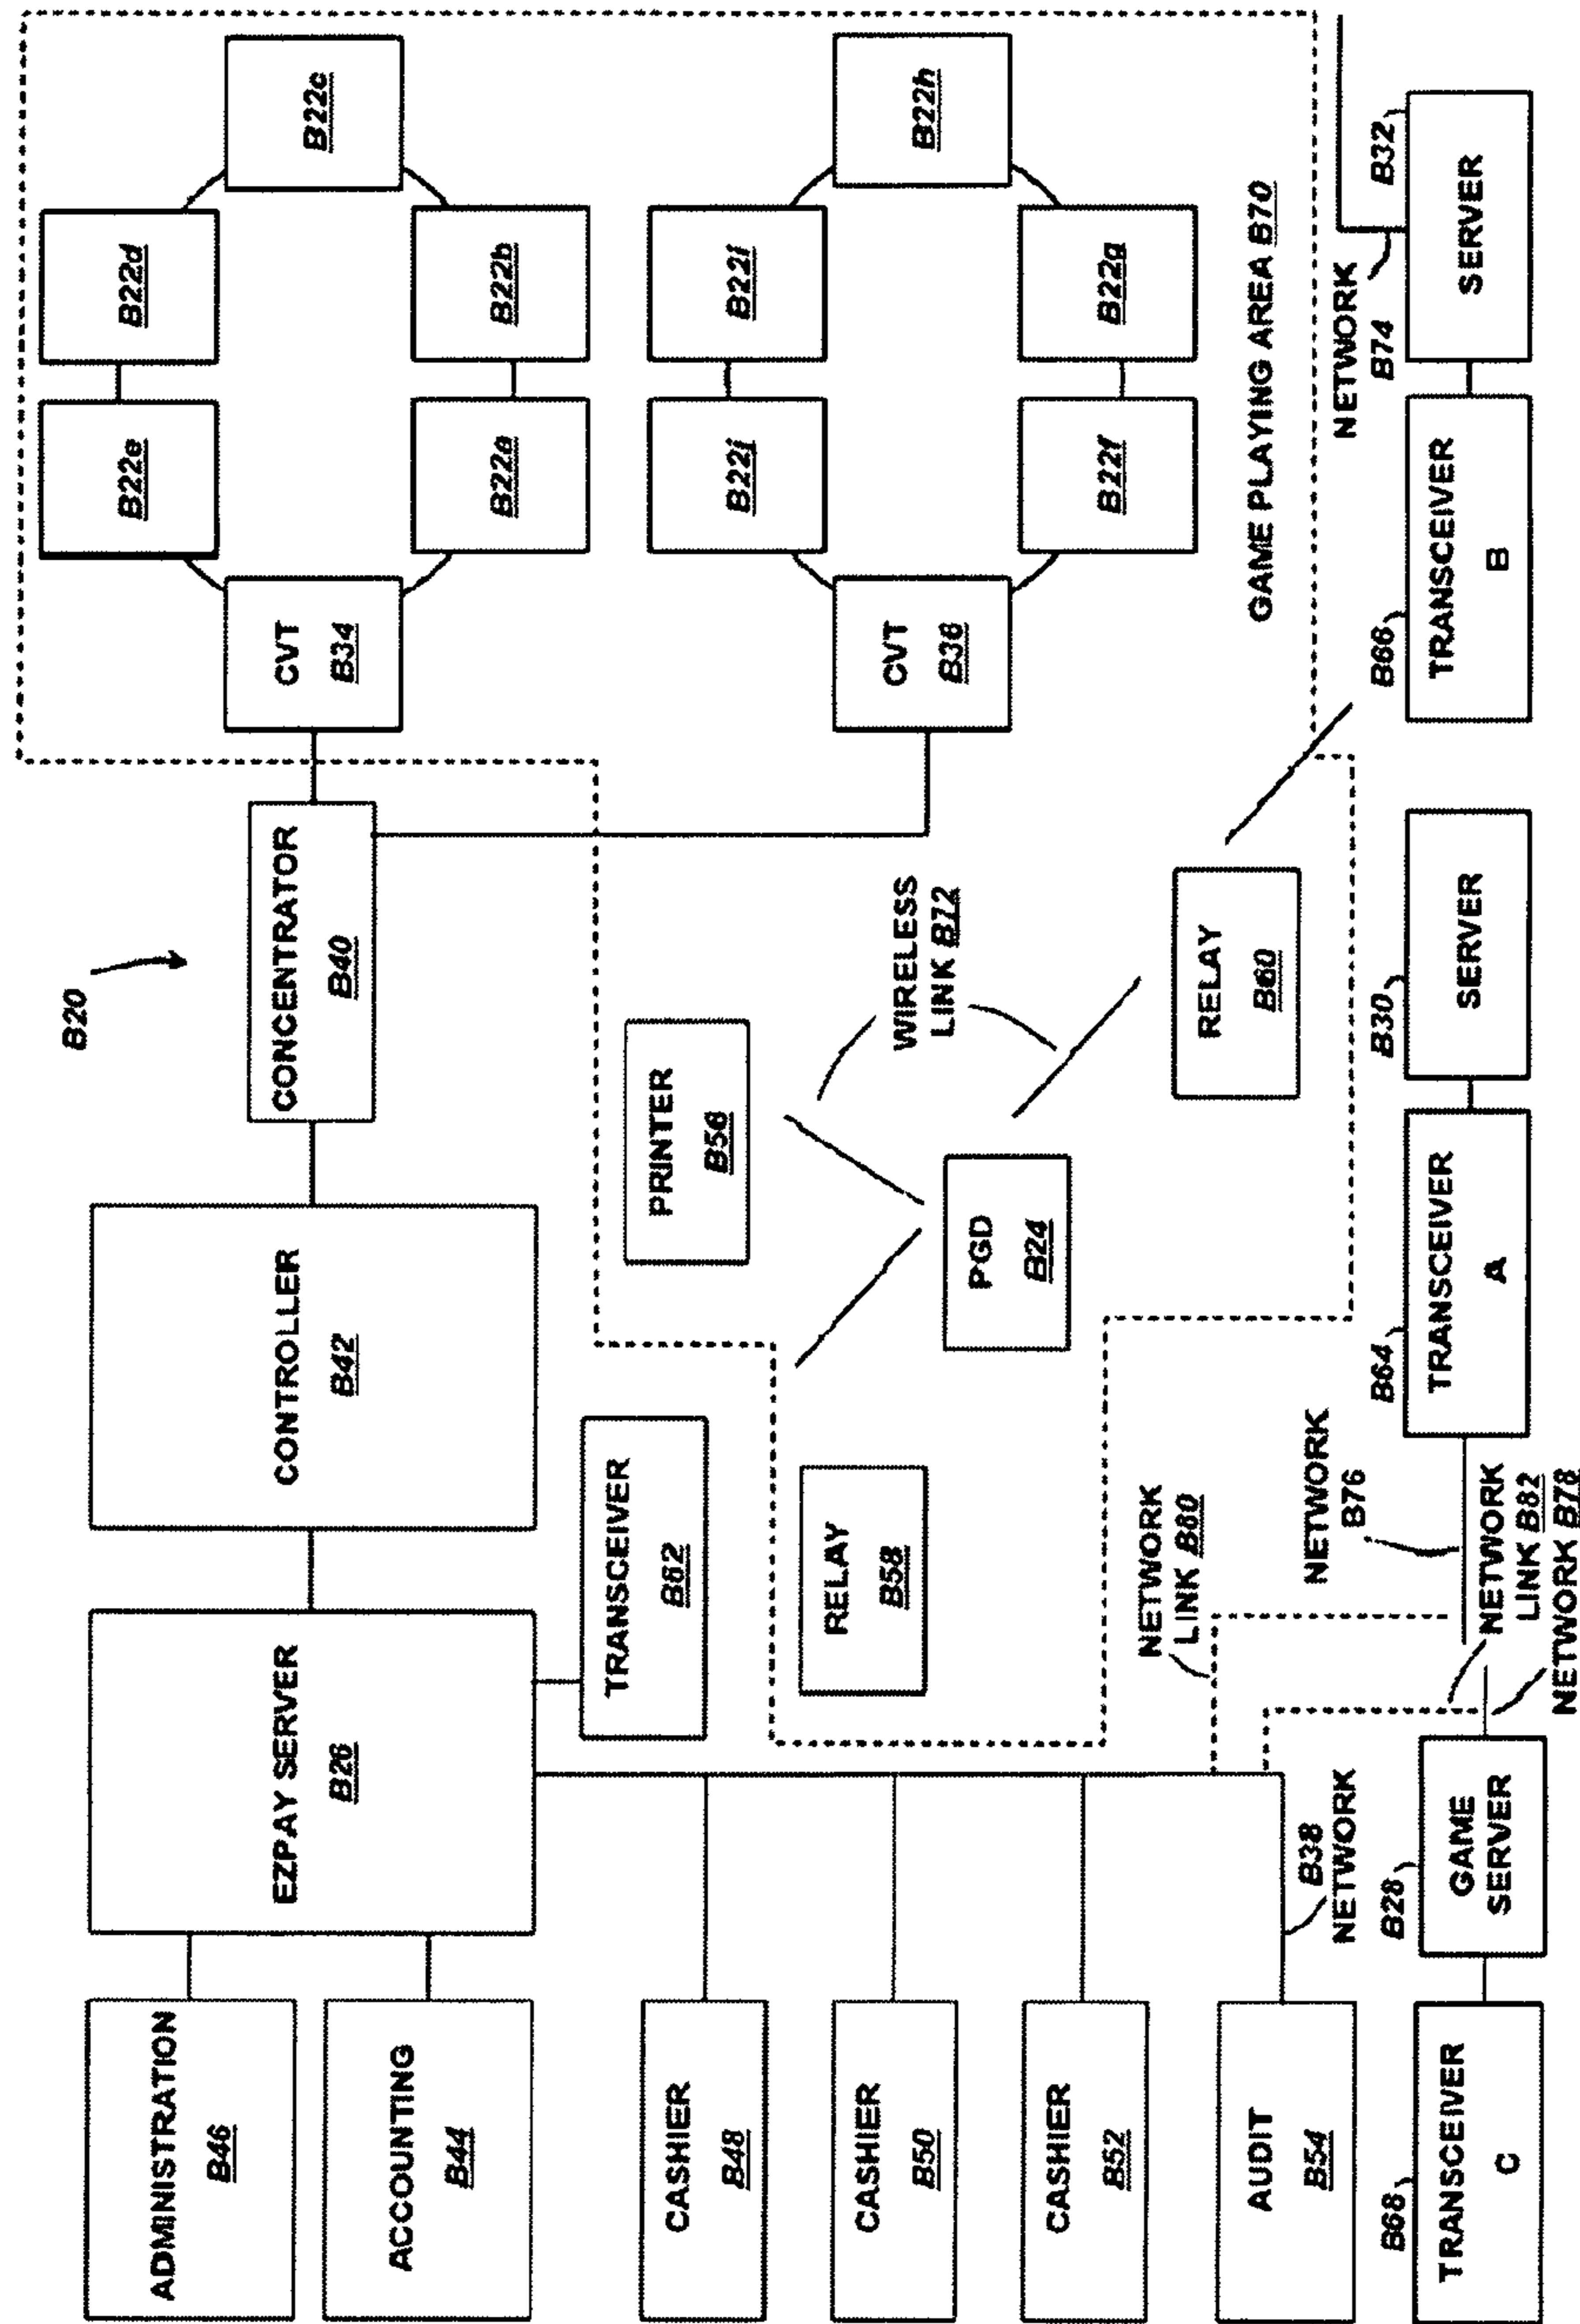 B20
ADMINISTRATION
B46
ACCOUNTING
B44
EZPAY SERVER
B26
CONTROLLER
B42
CONCENTRATOR
B40
CVT
B34
B22e
B22d
B22c
B22a
B22b
CASHIER
B48
CASHIER
B50
CASHIER
B52
AUDIT
B54
TRANSCEIVER
B62
RELAY
B58
PRINTER
B56
PGD
B24
WIRELESS
LINK B72
RELAY
B60
CVT
B36
B22j
B22i
B22h
B22f
B22g
GAME PLAYING AREA B70
B38
NETWORK
NETWORK
LINK B80
NETWORK
B76
NETWORK
B74
B68
TRANSCEIVER
C
B28
GAME
SERVER
NETWORK
LINK B82
NETWORK B78
B64
TRANSCEIVER
A
B30
SERVER
B66
TRANSCEIVER
B
B32
SERVER